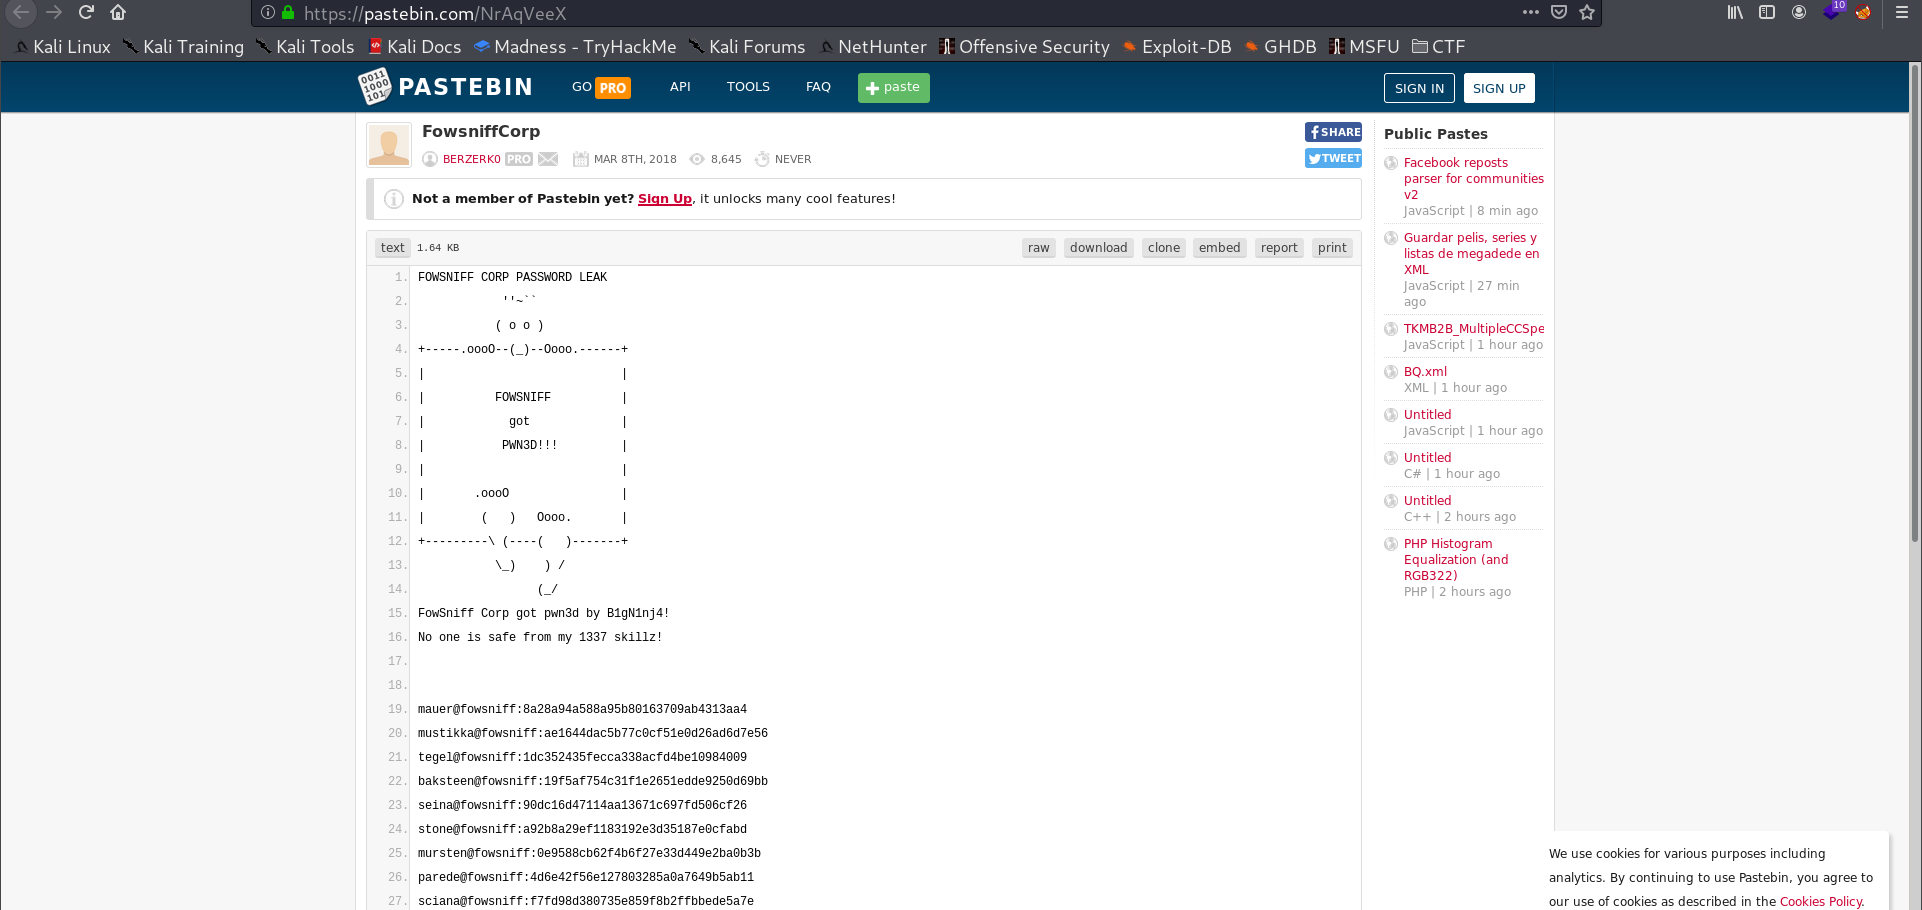 https://pastebin.com/NrAqVeeX
10
Kali Linux Kali Training Kali Tools Kali Docs Madness - TryHackMe Kali Forums NetHunter Offensive Security Exploit-DB GHDB MSFU CTF
0011
1000
101
PASTEBIN GO PRO API TOOLS FAQ + paste SIGN IN SIGN UP
FowsniffCorp
SHARE
BERZERK0 PRO MAR 8TH, 2018 8,645 NEVER
TWEET
Not a member of Pastebin yet? Sign Up, it unlocks many cool features!
text 1.64 KB raw download clone embed report print
1. FOWSNIFF CORP PASSWORD LEAK
2.             ''~``
3.            ( o o )
4. +-----.oooO--(_)--Oooo.------+
5. |                            |
6. |          FOWSNIFF          |
7. |            got             |
8. |           PWN3D!!!         |
9. |                            |
10. |       .oooO                |
11. |        (   )   Oooo.       |
12. +---------\ (----(   )-------+
13.            \_)    ) /
14.                  (_/
15. FowSniff Corp got pwn3d by B1gN1nj4!
16. No one is safe from my 1337 skillz!
17.
18.
19. mauer@fowsniff:8a28a94a588a95b80163709ab4313aa4
20. mustikka@fowsniff:ae1644dac5b77c0cf51e0d26ad6d7e56
21. tegel@fowsniff:1dc352435fecca338acfd4be10984009
22. baksteen@fowsniff:19f5af754c31f1e2651edde9250d69bb
23. seina@fowsniff:90dc16d47114aa13671c697fd506cf26
24. stone@fowsniff:a92b8a29ef1183192e3d35187e0cfabd
25. mursten@fowsniff:0e9588cb62f4b6f27e33d449e2ba0b3b
26. parede@fowsniff:4d6e42f56e127803285a0a7649b5ab11
27. sciana@fowsniff:f7fd98d380735e859f8b2ffbbede5a7e
Public Pastes
Facebook reposts
parser for communities
v2
JavaScript | 8 min ago
Guardar pelis, series y
listas de megadede en
XML
JavaScript | 27 min
ago
TKMB2B_MultipleCCSpe
JavaScript | 1 hour ago
BQ.xml
XML | 1 hour ago
Untitled
JavaScript | 1 hour ago
Untitled
C# | 1 hour ago
Untitled
C++ | 2 hours ago
PHP Histogram
Equalization (and
RGB322)
PHP | 2 hours ago
We use cookies for various purposes including
analytics. By continuing to use Pastebin, you agree to
our use of cookies as described in the Cookies Policy.